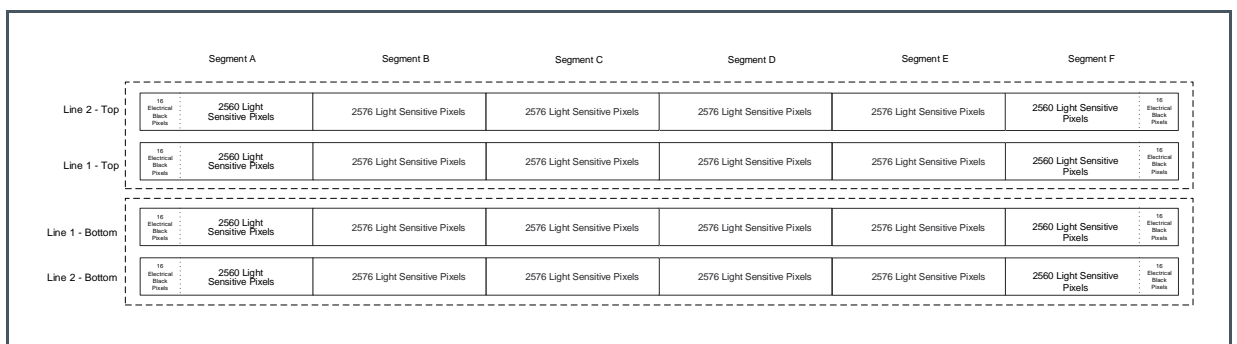 Segment A Segment B Segment C Segment D Segment E Segment F
Line 2 - Top
16
Electrical
Black
Pixels
2560 Light
Sensitive Pixels
2576 Light Sensitive Pixels
2576 Light Sensitive Pixels
2576 Light Sensitive Pixels
2576 Light Sensitive Pixels
2560 Light Sensitive
Pixels
16
Electrical
Black
Pixels
Line 1 - Top
16
Electrical
Black
Pixels
2560 Light
Sensitive Pixels
2576 Light Sensitive Pixels
2576 Light Sensitive Pixels
2576 Light Sensitive Pixels
2576 Light Sensitive Pixels
2560 Light Sensitive
Pixels
16
Electrical
Black
Pixels
Line 1 - Bottom
16
Electrical
Black
Pixels
2560 Light
Sensitive Pixels
2576 Light Sensitive Pixels
2576 Light Sensitive Pixels
2576 Light Sensitive Pixels
2576 Light Sensitive Pixels
2560 Light Sensitive
Pixels
16
Electrical
Black
Pixels
Line 2 - Bottom
16
Electrical
Black
Pixels
2560 Light
Sensitive Pixels
2576 Light Sensitive Pixels
2576 Light Sensitive Pixels
2576 Light Sensitive Pixels
2576 Light Sensitive Pixels
2560 Light Sensitive
Pixels
16
Electrical
Black
Pixels